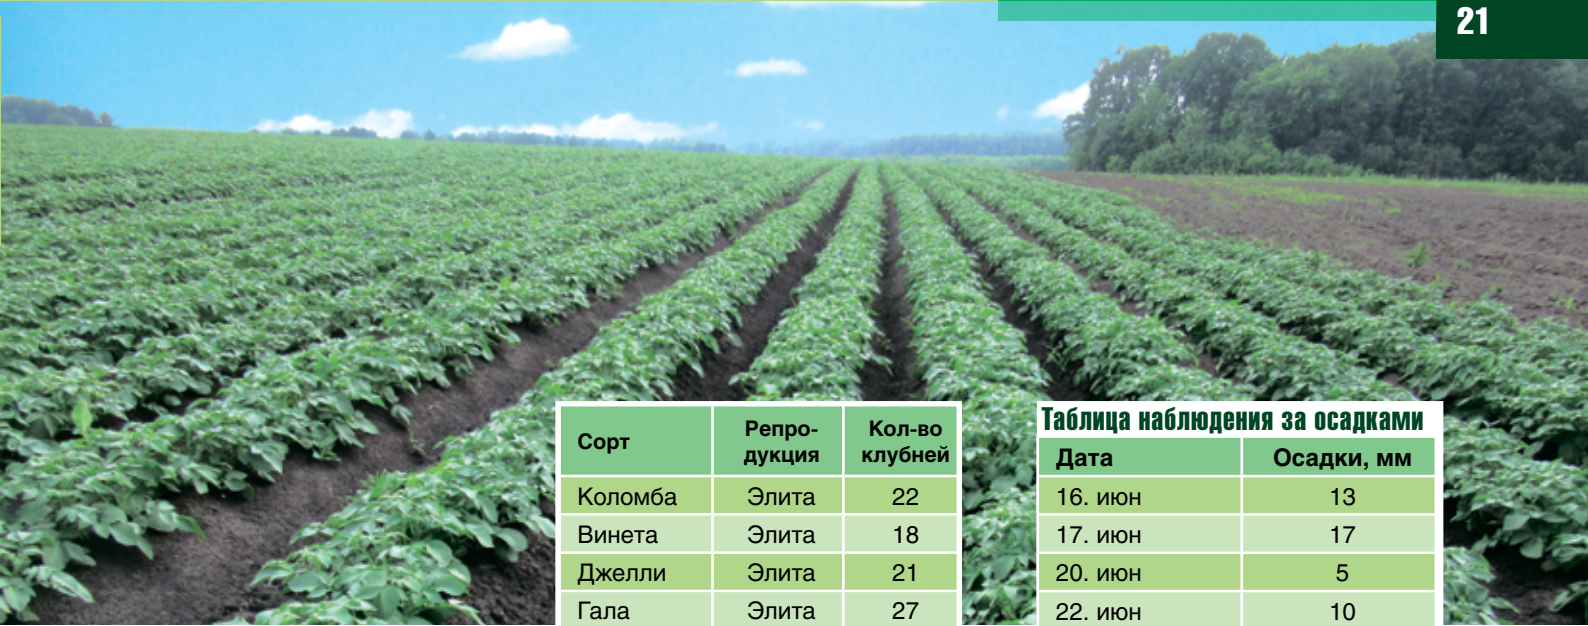 21
Сорт Репро-дукция Кол-во клубней
Коломба Элита 22
Винета Элита 18
Джелли Элита 21
Гала Элита 27
Таблица наблюдения за осадками
Дата Осадки, мм
16. июн 13
17. июн 17
20. июн 5
22. июн 10